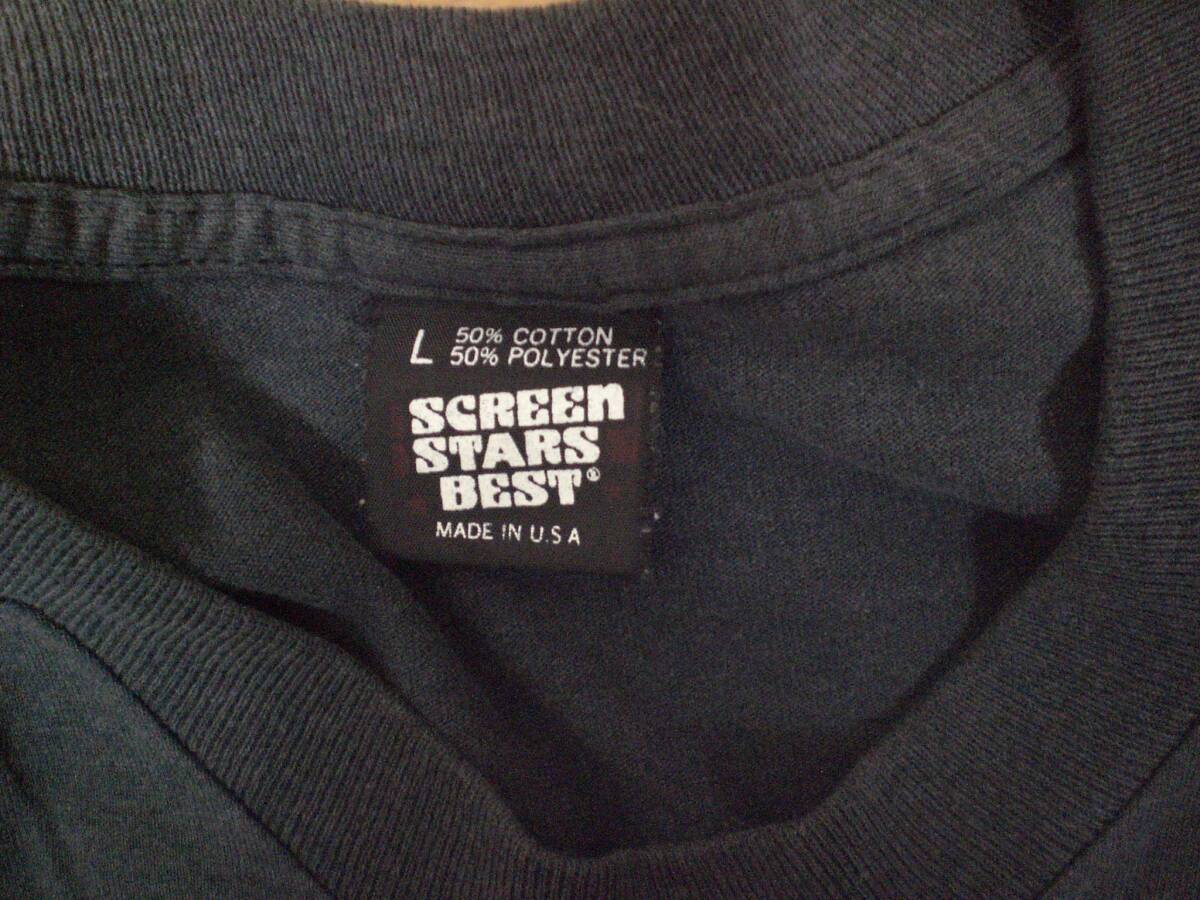 L 50% COTTON
50% POLYESTER
SCREEN
STARS
BEST®
MADE IN U.S A